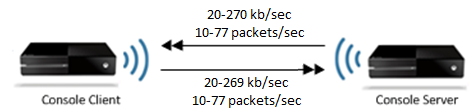 20-270 kb/sec
10-77 packets/sec
20-269 kb/sec
10-77 packets/sec
Console Client
Console Server